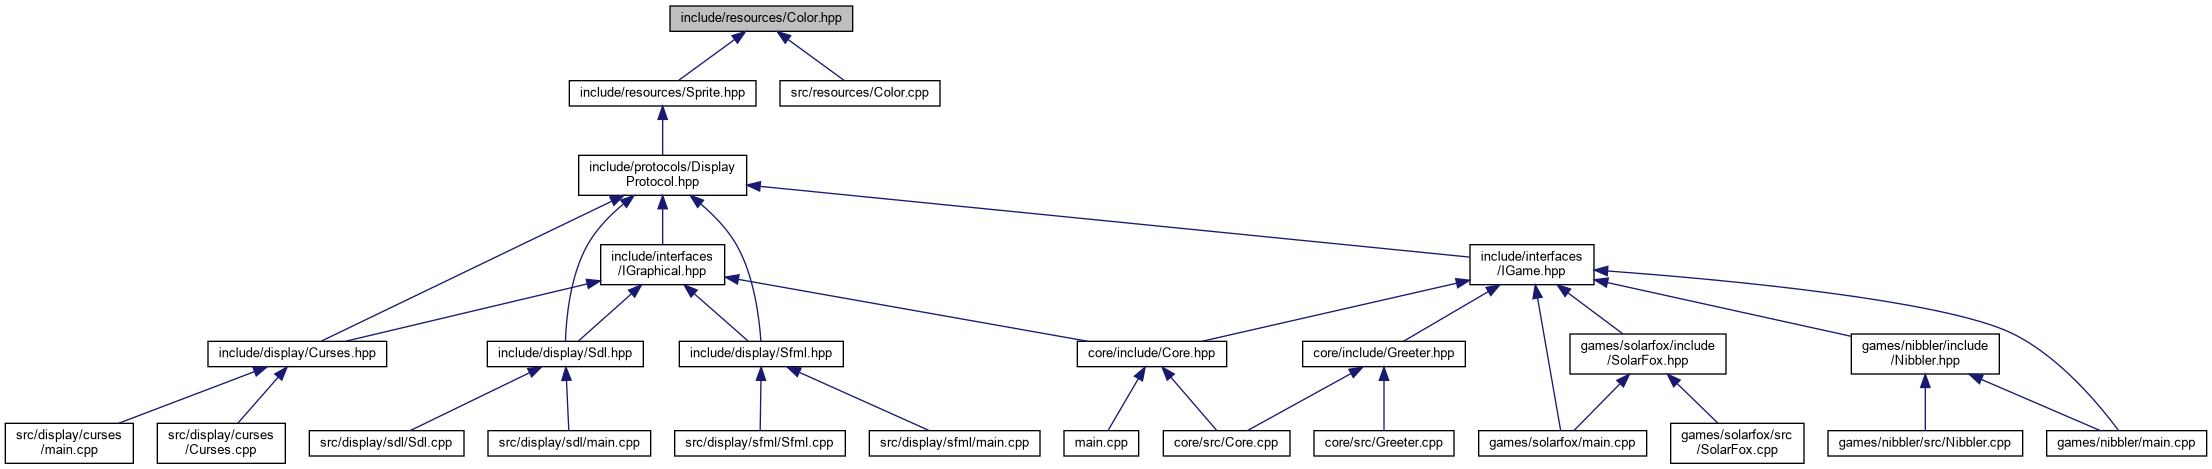 include/resources/Color.hpp
include/resources/Sprite.hpp
src/resources/Color.cpp
include/protocols/Display
Protocol.hpp
include/interfaces
/IGraphical.hpp
include/interfaces
/IGame.hpp
include/display/Curses.hpp
include/display/Sdl.hpp
include/display/Sfml.hpp
core/include/Core.hpp
core/include/Greeter.hpp
games/solarfox/include
/SolarFox.hpp
games/nibbler/include
/Nibbler.hpp
src/display/curses
/main.cpp
src/display/curses
/Curses.cpp
src/display/sdl/Sdl.cpp
src/display/sdl/main.cpp
src/display/sfml/Sfml.cpp
src/display/sfml/main.cpp
main.cpp
core/src/Core.cpp
core/src/Greeter.cpp
games/solarfox/main.cpp
games/solarfox/src
/SolarFox.cpp
games/nibbler/src/Nibbler.cpp
games/nibbler/main.cpp